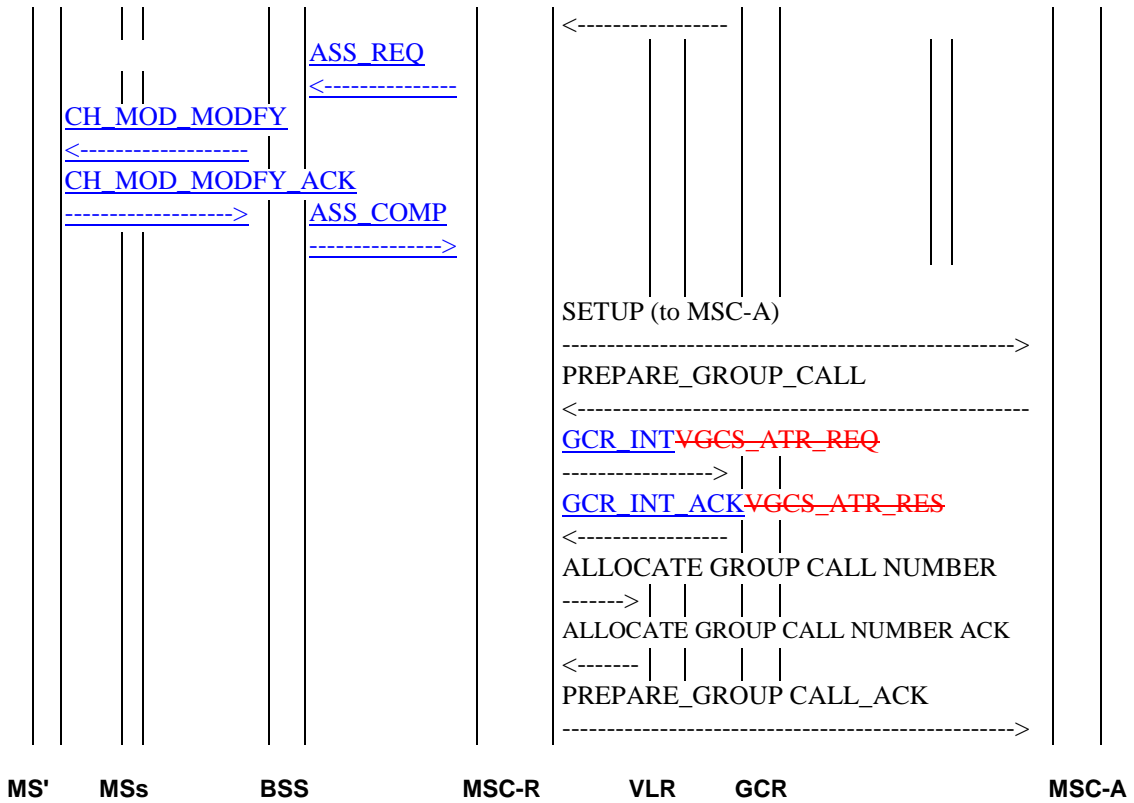 <-----------------
ASS_REQ
<---------------
CH_MOD_MODFY
<-------------------
CH_MOD_MODFY_ACK
-------------------> ASS_COMP
--------------->
SETUP (to MSC-A)
--------------------------------------------------->
PREPARE_GROUP_CALL
<---------------------------------------------------
GCR_INTVGCS_ATR_REQ
----------------->
GCR_INT_ACKVGCS_ATR_RES
<-----------------
ALLOCATE GROUP CALL NUMBER
------->
ALLOCATE GROUP CALL NUMBER ACK
<-------
PREPARE_GROUP CALL_ACK
--------------------------------------------------->
MS' MSs BSS MSC-R VLR GCR MSC-A